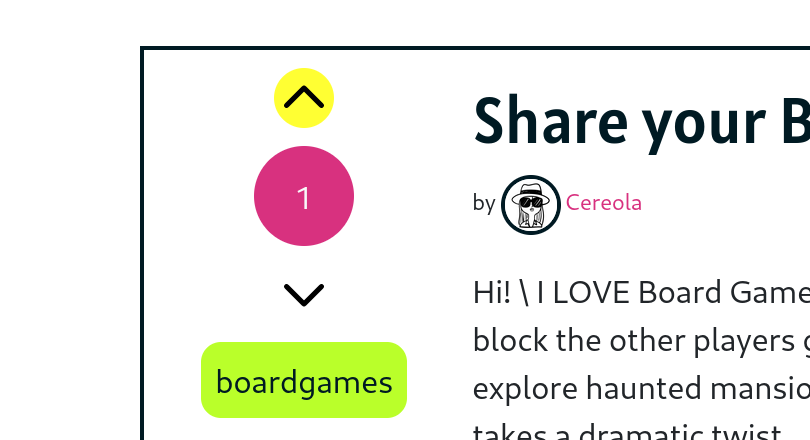 Share your
1
by Cereola
Hi! \ I LOVE Board Game
block the other players
boardgames
explore haunted
takes a dramatic twist